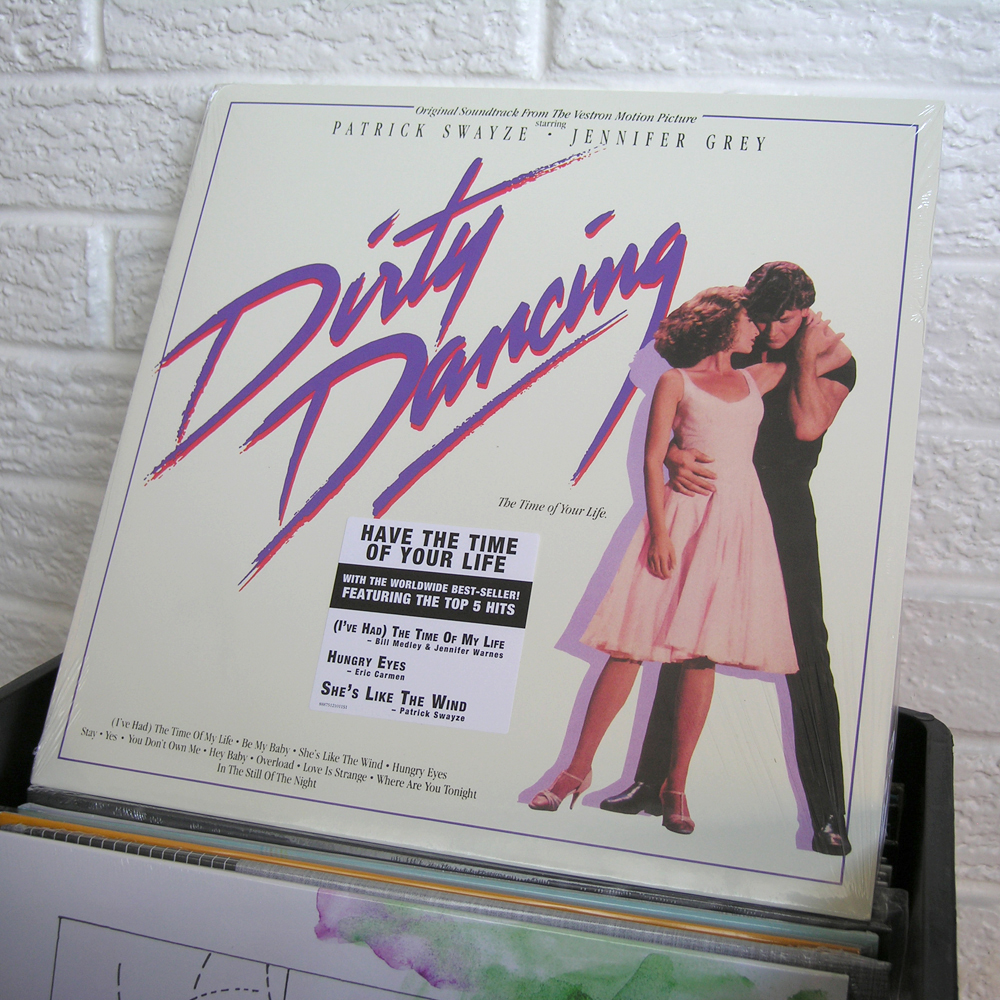 Original Soundtrack From The Vestron Motion Picture
starring
PATRICK SWAYZE • JENNIFER GREY
Dirty
Dancing
The Time of Your Life.
HAVE THE TIME
OF YOUR LIFE
WITH THE WORLDWIDE BEST-SELLER!
FEATURING THE TOP 5 HITS
(I'VE HAD) THE TIME OF MY LIFE
– Bill Medley & Jennifer Warnes
HUNGRY EYES
– Eric Carmen
SHE'S LIKE THE WIND
– Patrick Swayze
(I've Had) The Time Of My Life • Be My Baby • She's Like The Wind • Hungry Eyes
Stay • Yes • You Don't Own Me • Hey Baby • Overload • Love Is Strange • Where Are You Tonight
In The Still Of The Night